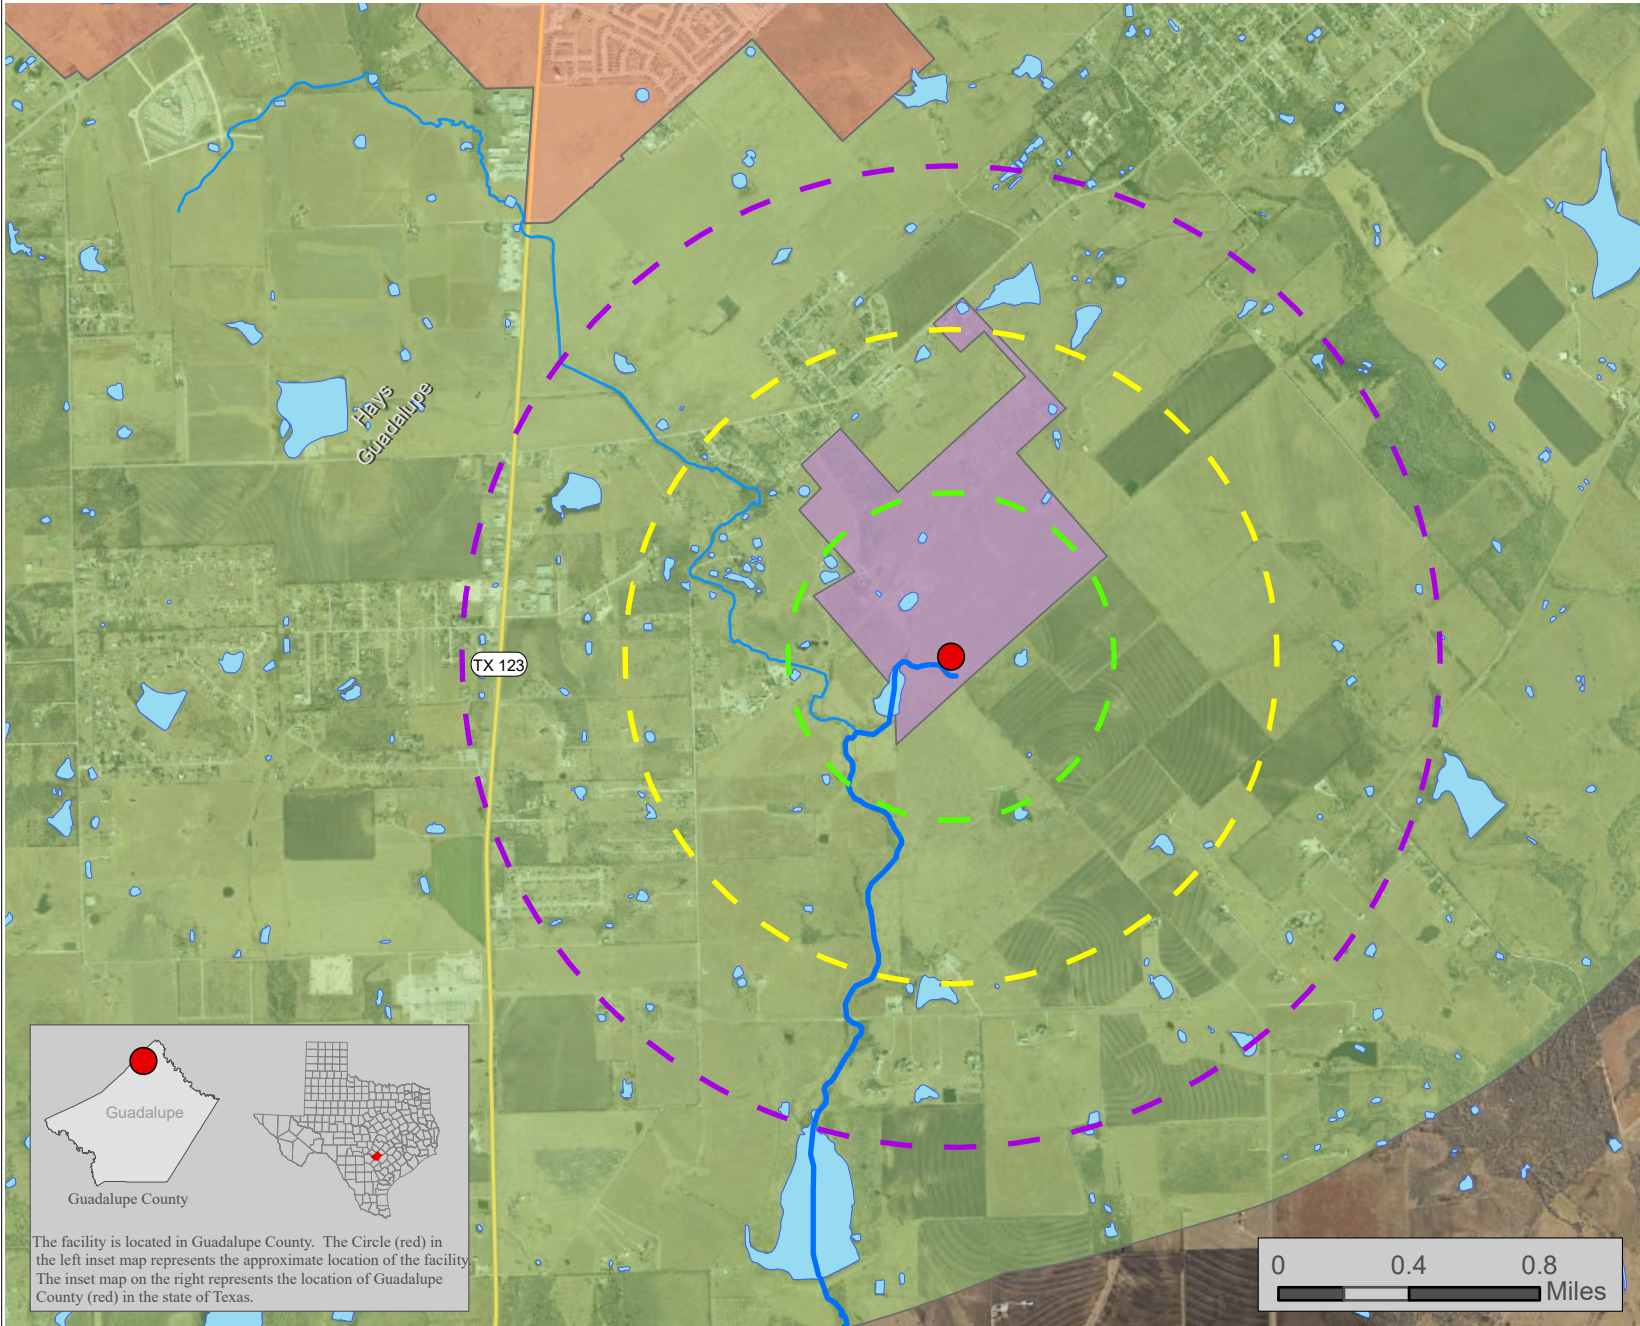 Hays
Guadalupe
TX 123
Guadalupe
Guadalupe County
The facility is located in Guadalupe County. The Circle (red) in
the left inset map represents the approximate location of the facility.
The inset map on the right represents the location of Guadalupe
County (red) in the state of Texas.
0 0.4 0.8
Miles